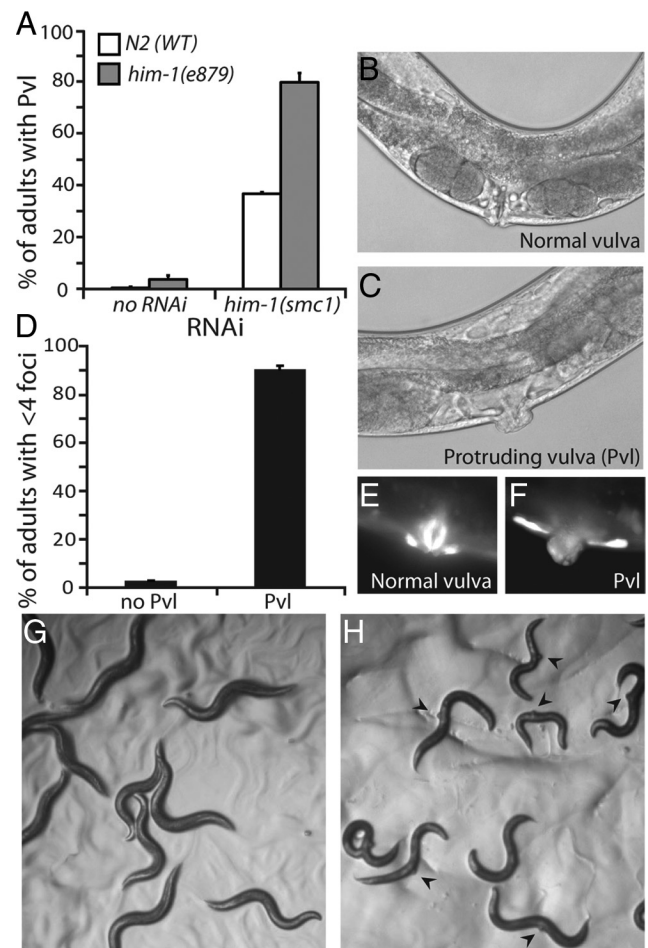 A
% of adults with Pvl
100
80
60
40
20
0
N2 (WT)
him-1(e879)
no RNAi
him-1(smc1)
RNAi
B
Normal vulva
C
Protruding vulva (Pvl)
D
% of adults with <4 foci
100
80
60
40
20
0
no Pvl
Pvl
E
Normal vulva
F
Pvl
G
H